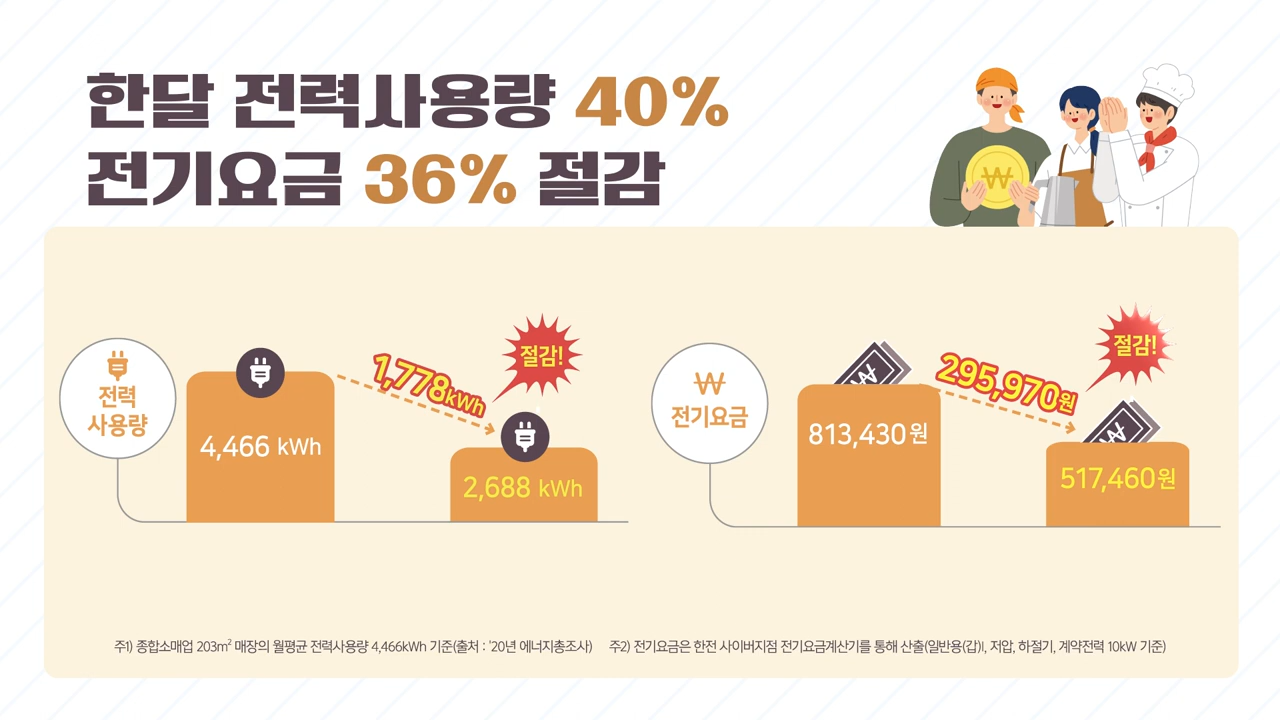 한달 전력사용량 40%
전기요금 36% 절감
전력
사용량
4,466 kWh
1,778kWh
절감!
2,688 kWh
₩
전기요금
813,430원
295,970원
절감!
517,460원
주1) 종합소매업 203m² 매장의 월평균 전력사용량 4,466kWh 기준(출처 : '20년 에너지총조사)
주2) 전기요금은 한전 사이버지점 전기요금계산기를 통해 산출(일반용(갑)Ⅰ, 저압, 하절기, 계약전력 10kW 기준)